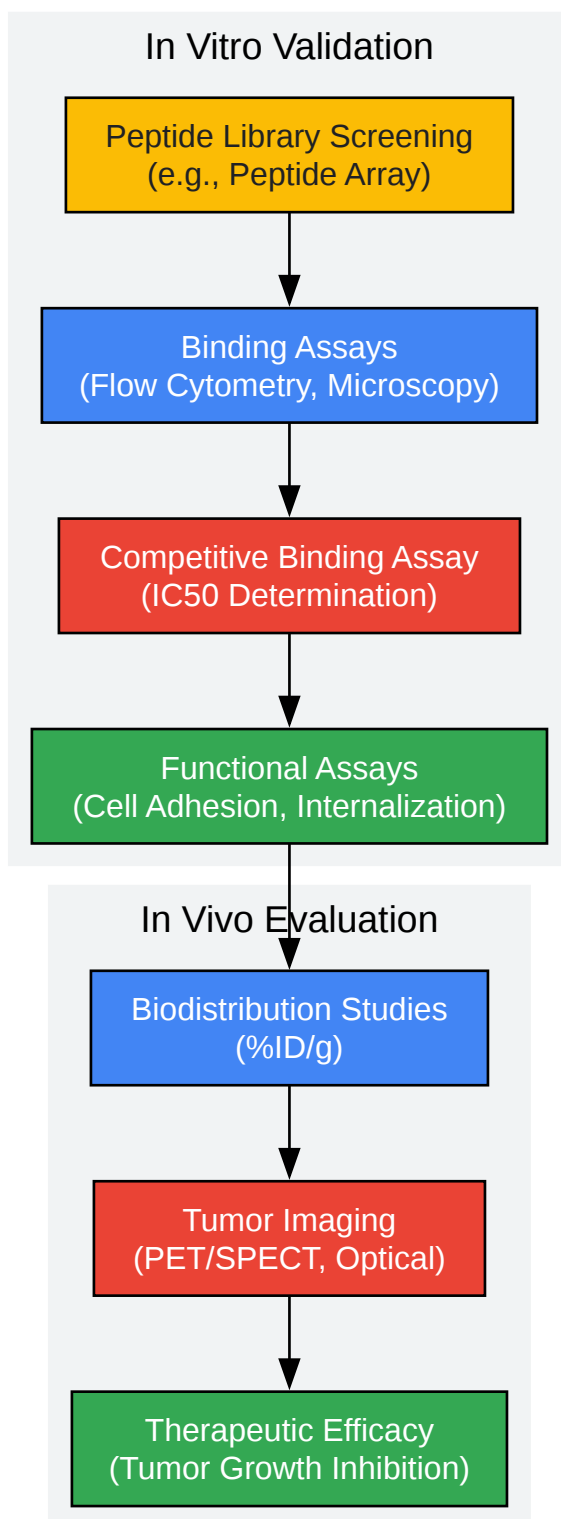 In Vitro Validation
Peptide Library Screening
(e.g., Peptide Array)
Binding Assays
(Flow Cytometry, Microscopy)
Competitive Binding Assay
(IC50 Determination)
Functional Assays
(Cell Adhesion, Internalization)
In Vivo Evaluation
Biodistribution Studies
(%ID/g)
Tumor Imaging
(PET/SPECT, Optical)
Therapeutic Efficacy
(Tumor Growth Inhibition)